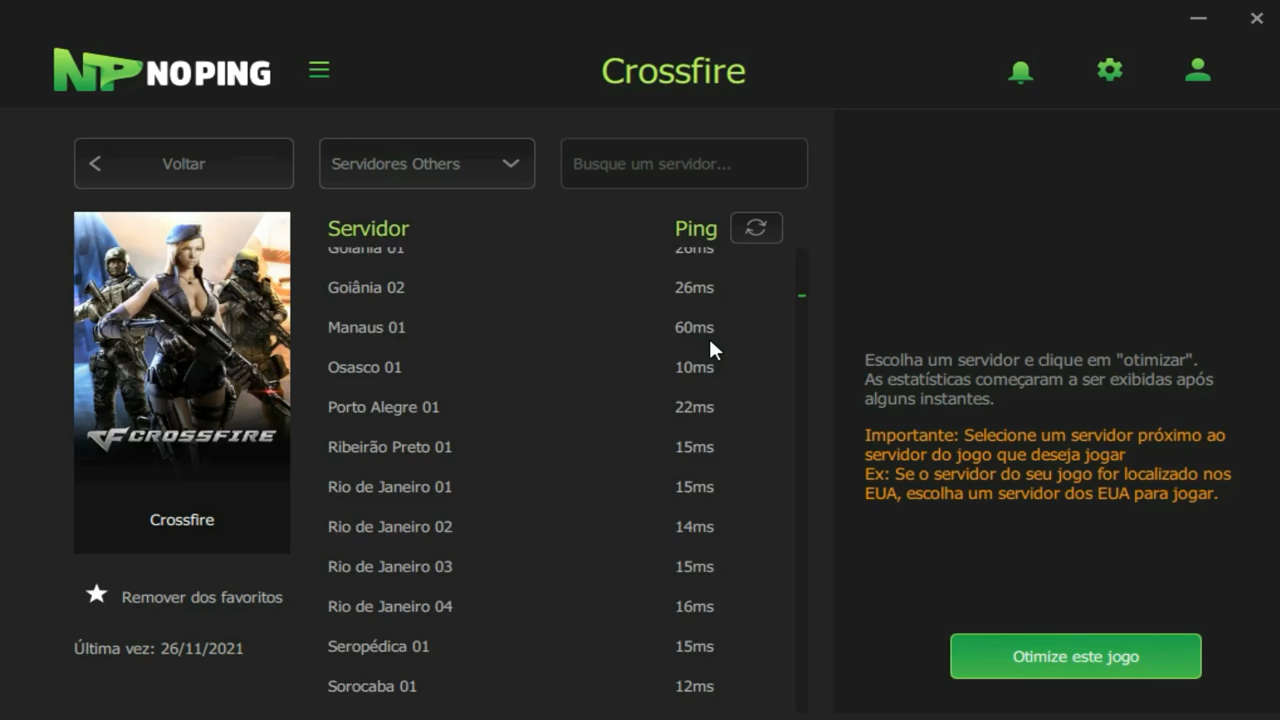 NP NOPING
Crossfire
Voltar
Servidores Others
Busque um servidor...
Servidor Ping
Goiânia 01 26ms
Goiânia 02 26ms
Manaus 01 60ms
Osasco 01 10ms
Porto Alegre 01 22ms
Ribeirão Preto 01 15ms
Rio de Janeiro 01 15ms
Rio de Janeiro 02 14ms
Rio de Janeiro 03 15ms
Rio de Janeiro 04 16ms
Seropédica 01 15ms
Sorocaba 01 12ms
CF CROSSFIRE
Crossfire
Remover dos favoritos
Última vez: 26/11/2021
Escolha um servidor e clique em "otimizar".
As estatísticas começaram a ser exibidas após
alguns instantes.
Importante: Selecione um servidor próximo ao
servidor do jogo que deseja jogar
Ex: Se o servidor do seu jogo for localizado nos
EUA, escolha um servidor dos EUA para jogar.
Otimize este jogo